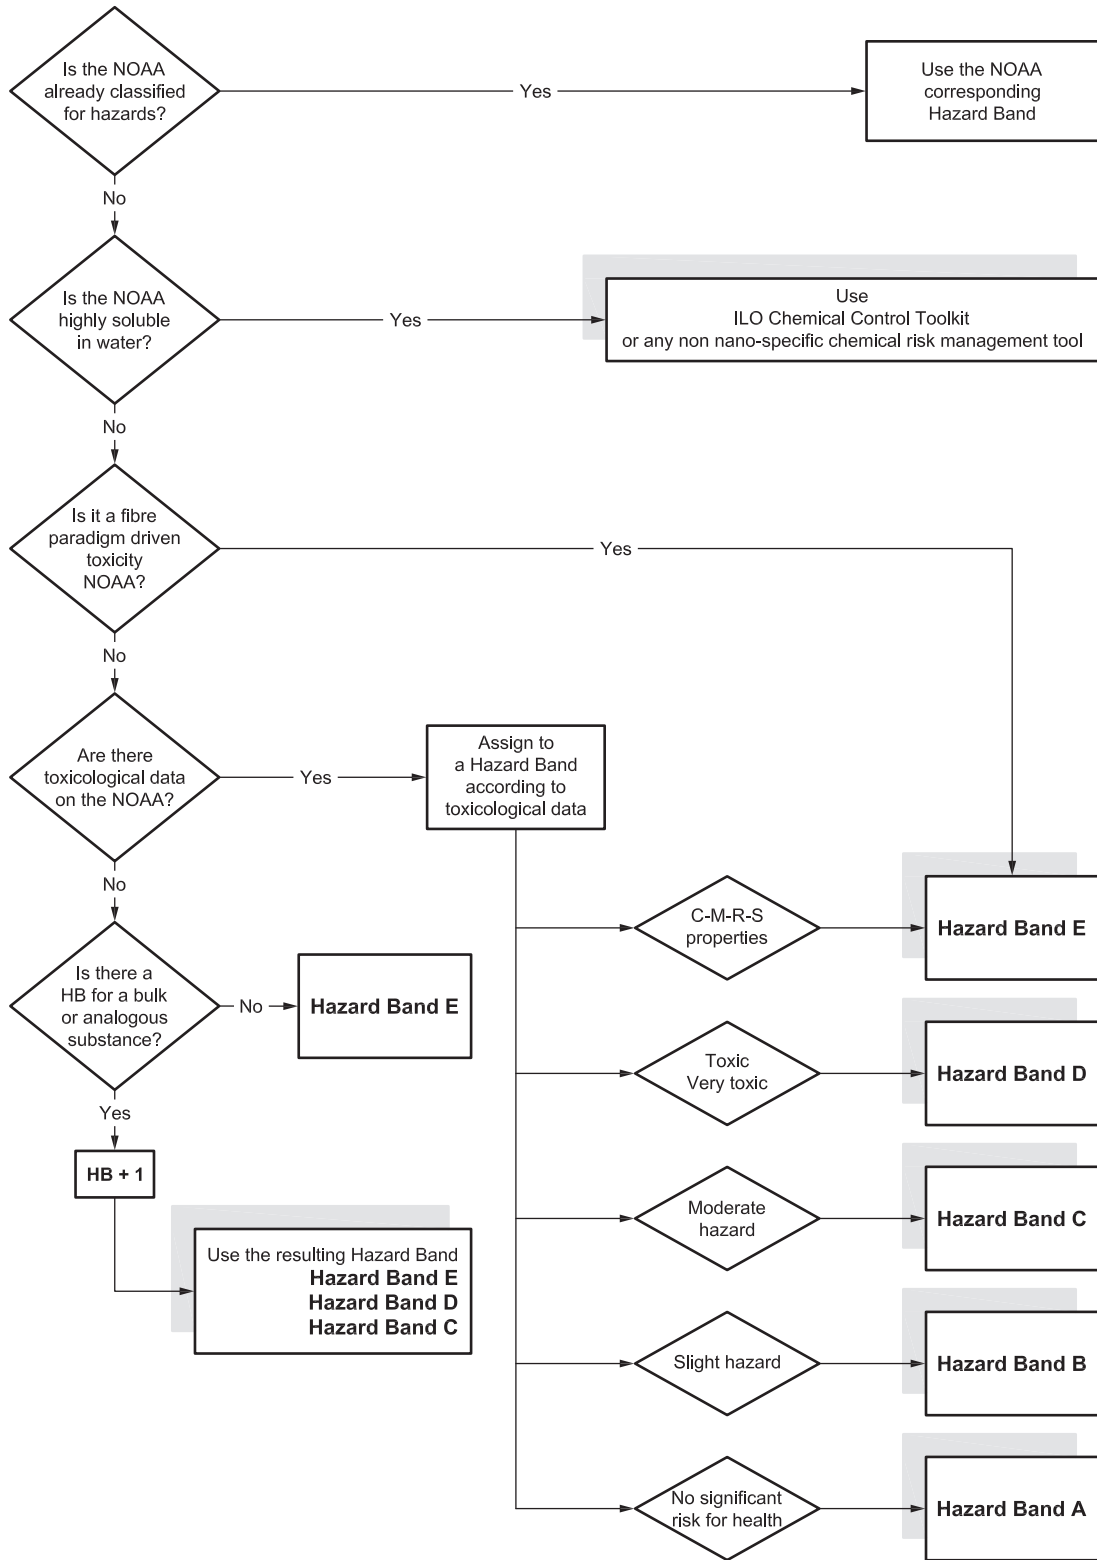 Is the NOAA
already classified
for hazards?
Yes
Use the NOAA
corresponding
Hazard Band
No
Is the NOAA
highly soluble
in water?
Yes
Use
ILO Chemical Control Toolkit
or any non nano-specific chemical risk management tool
No
Is it a fibre
paradigm driven
toxicity
NOAA?
Yes
No
Are there
toxicological data
on the NOAA?
Yes
Assign to
a Hazard Band
according to
toxicological data
No
C-M-R-S
properties
Hazard Band E
Is there a
HB for a bulk
or analogous
substance?
No
Hazard Band E
Toxic
Very toxic
Hazard Band D
Yes
HB + 1
Moderate
hazard
Hazard Band C
Use the resulting Hazard Band
Hazard Band E
Hazard Band D
Hazard Band C
Slight hazard
Hazard Band B
No significant
risk for health
Hazard Band A